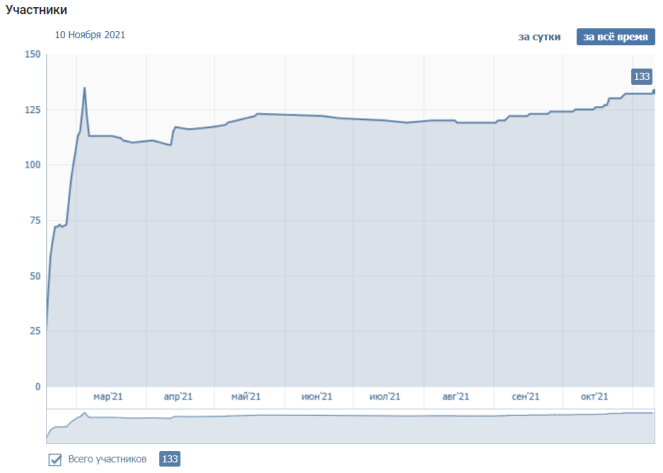 Участники
10 Ноября 2021
за сутки
за всё время
133
150
125
100
75
50
25
0
мар'21
апр'21
май'21
июн'21
июл'21
авг'21
сен'21
окт'21
Всего участников 133